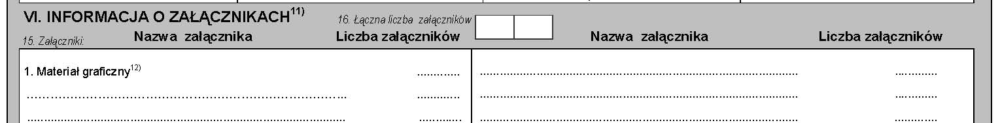 VI. INFORMACJA O ZAŁĄCZNIKACH11) 16. Łączna liczba załączników
15. Załączniki: Nazwa załącznika Liczba załączników Nazwa załącznika Liczba załączników
1. Materiał graficzny12) ............. ..................................................................................... .............
..................................................................................... ............. ..................................................................................... .............
..................................................................................... ............. ..................................................................................... .............